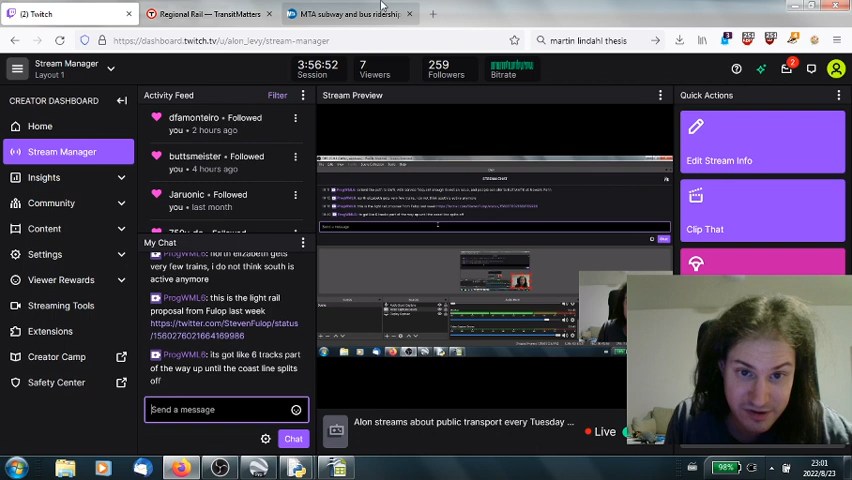 (2) Twitch
Regional Rail — TransitMatters
MTA subway and bus ridership
https://dashboard.twitch.tv/u/alon_levy/stream-manager
martin lindahl thesis
251
251
Stream Manager
Layout 1
3:56:52
Session
7
Viewers
259
Followers
Bitrate
2
CREATOR DASHBOARD
Home
Stream Manager
Insights
Community
Content
Settings
Viewer Rewards
Streaming Tools
Extensions
Creator Camp
Safety Center
Activity Feed
Filter
dfamonteiro • Followed
you • 2 hours ago
buttsmeister • Followed
you • 4 hours ago
Jaruonic • Followed
you • last month
My Chat
ProgWML6: north elizabeth gets
very few trains, i do not think south is
active anymore
ProgWML6: this is the light rail
proposal from Fulop last week
https://twitter.com/StevenFulop/status
/1560276021664169986
ProgWML6: its got like 6 tracks part
of the way up until the coast line splits
off
Send a message
Chat
Stream Preview
Alon streams about public transport every Tuesday ...
Live
Quick Actions
Edit Stream Info
Clip That
98%
23:01
2022/8/23